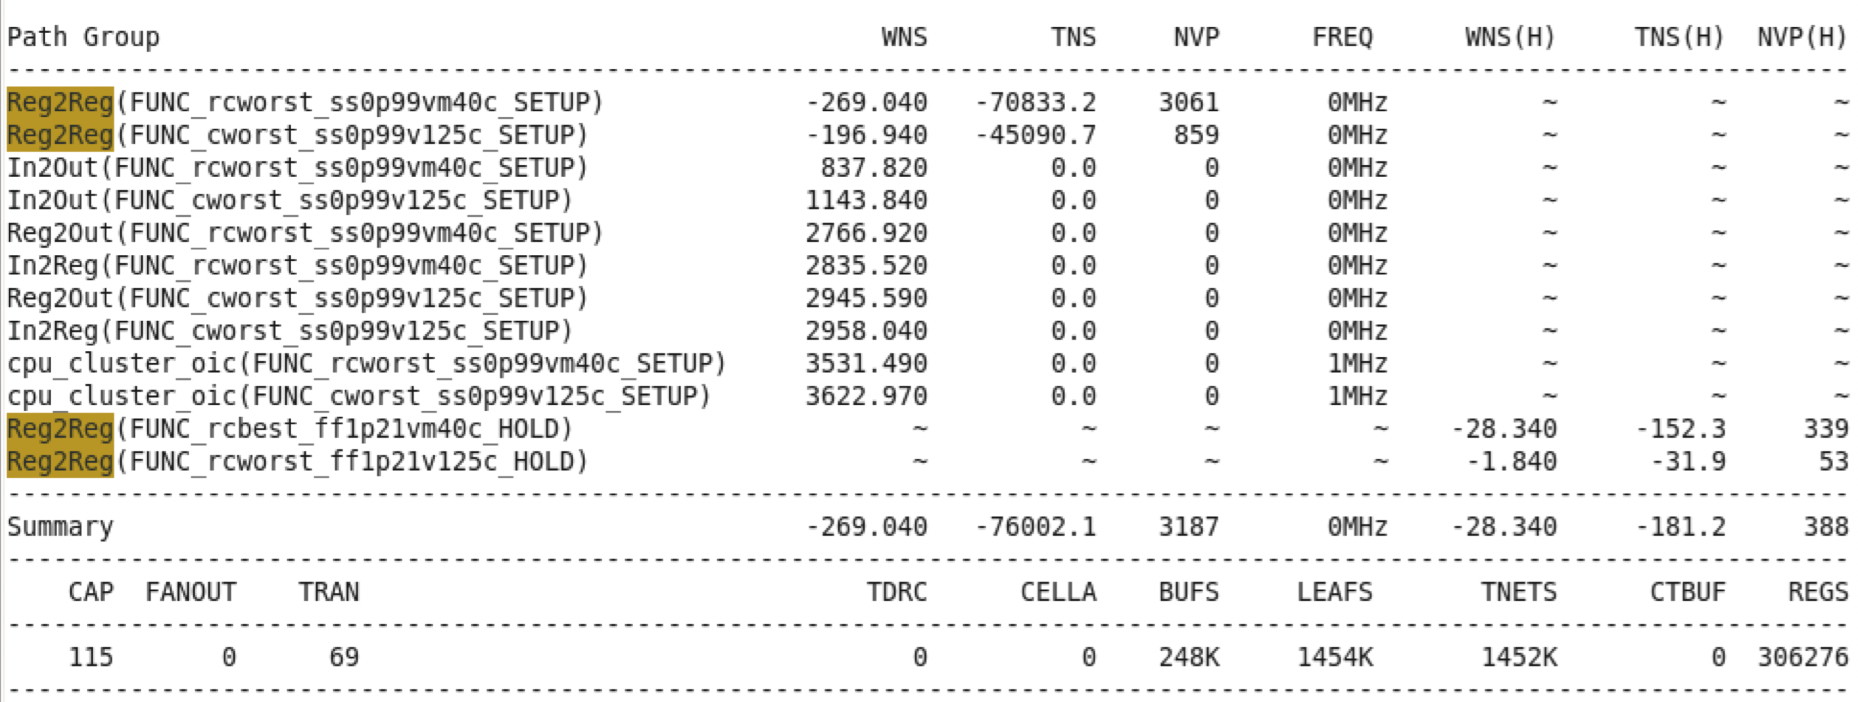 Path Group WNS TNS NVP FREQ WNS(H) TNS(H) NVP(H)
Reg2Reg(FUNC_rcworst_ss0p99vm40c_SETUP) -269.040 -70833.2 3061 0MHz ~ ~ ~
Reg2Reg(FUNC_cworst_ss0p99v125c_SETUP) -196.940 -45090.7 859 0MHz ~ ~ ~
In2Out(FUNC_rcworst_ss0p99vm40c_SETUP) 837.820 0.0 0 0MHz ~ ~ ~
In2Out(FUNC_cworst_ss0p99v125c_SETUP) 1143.840 0.0 0 0MHz ~ ~ ~
Reg2Out(FUNC_rcworst_ss0p99vm40c_SETUP) 2766.920 0.0 0 0MHz ~ ~ ~
In2Reg(FUNC_rcworst_ss0p99vm40c_SETUP) 2835.520 0.0 0 0MHz ~ ~ ~
Reg2Out(FUNC_cworst_ss0p99v125c_SETUP) 2945.590 0.0 0 0MHz ~ ~ ~
In2Reg(FUNC_cworst_ss0p99v125c_SETUP) 2958.040 0.0 0 0MHz ~ ~ ~
cpu_cluster_oic(FUNC_rcworst_ss0p99vm40c_SETUP) 3531.490 0.0 0 1MHz ~ ~ ~
cpu_cluster_oic(FUNC_cworst_ss0p99v125c_SETUP) 3622.970 0.0 0 1MHz ~ ~ ~
Reg2Reg(FUNC_rcbest_ff1p21vm40c_HOLD) ~ ~ ~ ~ -28.340 -152.3 339
Reg2Reg(FUNC_rcworst_ff1p21v125c_HOLD) ~ ~ ~ ~ -1.840 -31.9 53
Summary -269.040 -76002.1 3187 0MHz -28.340 -181.2 388
CAP FANOUT TRAN TDRC CELLA BUFS LEAFS TNETS CTBUF REGS
115 0 69 0 0 248K 1454K 1452K 0 306276